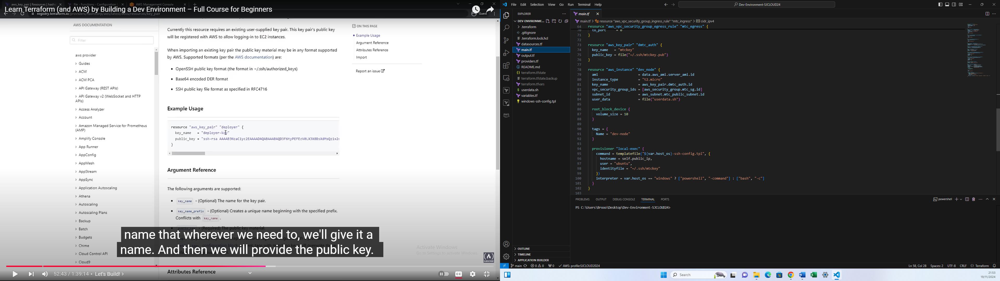 aws_key_pair | Resources | hashic
file - Functions - Configuration L
AWS Management Console
Learn Terraform (and AWS) by Building a Dev Environment – Full Course for Beginners
registry.terraform.io/providers/hashicorp/aws/latest/docs/resources/key_pair
Guest
AWS DOCUMENTATION
Filter
aws provider
> Guides
> ACM
> ACM PCA
> API Gateway (REST APIs)
> API Gateway v2 (WebSocket and HTTP
APIs)
> Access Analyzer
> Account
> Amazon Managed Service for Prometheus
(AMP)
> Amplify Console
> App Runner
> AppConfig
> AppMesh
> AppStream
> AppSync
> Application Autoscaling
> Athena
> Autoscaling
> Autoscaling Plans
> Backup
> Batch
> Budgets
> Chime
> Cloud Control API
> Cloud9
Currently this resource requires an existing user-supplied key pair. This key pair's public key
will be registered with AWS to allow logging-in to EC2 instances.
When importing an existing key pair the public key material may be in any format supported
by AWS. Supported formats (per the AWS documentation) are:
• OpenSSH public key format (the format in ~/.ssh/authorized_keys)
• Base64 encoded DER format
• SSH public key file format as specified in RFC4716
Example Usage
resource "aws_key_pair" "deployer" {
key_name = "deployer-key"
public_key = "ssh-rsa AAAAB3NzaC1yc2EAAAADAQABAAABAQD3F6tyPEFEzV0LX3X8BsXdMsQz1x2c
}
Argument Reference
The following arguments are supported:
• key_name - (Optional) The name for the key pair.
• key_name_prefix - (Optional) Creates a unique name beginning with the specified prefix.
Conflicts with key_name .
• public_key - (Required) The public key material.
Attributes Reference
ON THIS PAGE
• Example Usage
Argument Reference
Attributes Reference
Import
Report an issue
name that wherever we need to, we'll give it a
name. And then we will provide the public key.
Activate Windows
Go to Settings to activate Windows.
SUBSCRIBE
52:43 / 1:39:14 • Let's Build! >
CC
File Edit Selection View Go Run Terminal Help
Dev-Environment-SJCLOUD24
EXPLORER
DEV-ENVIRONME...
> .terraform
.gitignore
.terraform.lock.hcl
datasources.tf
main.tf
output.tf
providers.tf
README.md
terraform.tfstate
terraform.tfstate.backup
terraform.tfvars
userdata.sh
variables.tf
windows-ssh-config.tpl
aws
> OUTLINE
> TIMELINE
> APPLICATION BUILDER
main.tf
main.tf > resource "aws_vpc_security_group_ingress_rule" "mtc_ingress" > cidr_ipv4
64 resource "aws_vpc_security_group_egress_rule" "mtc_egress" {
70 to_port = 0
71 }
72
73 resource "aws_key_pair" "dmtc_auth" {
74 key_name = "mtckey"
75 public_key = file("~/.ssh/mtckey.pub")
76 }
77
78 resource "aws_instance" "dev_node" {
79 ami = data.aws_ami.server_ami.id
80 instance_type = "t2.micro"
81 key_name = aws_key_pair.dmtc_auth.id
82 vpc_security_group_ids = [aws_security_group.mtc_sg.id]
83 subnet_id = aws_subnet.mtc_public_subnet.id
84 user_data = file("userdata.sh")
85
86 root_block_device {
87 volume_size = 10
88 }
89
90 tags = {
91 Name = "dev-node"
92 }
93
94 provisioner "local-exec" {
95 command = templatefile("${var.host_os}-ssh-config.tpl", {
96 hostname = self.public_ip,
97 user = "ubuntu",
98 identityfile = "~/.ssh/mtckey"
99 })
100 interpreter = var.host_os == "windows" ? ["powershell", "-command"] : ["bash", "-c"]
101 }
102 }
103
PROBLEMS OUTPUT DEBUG CONSOLE TERMINAL PORTS
powershell
PS C:\Users\Brooo\Desktop\Dev-Environment-SJCLOUD24>
main 0 0 0 AWS: profile:SJCLOUD2024
Ln 58, Col 28 Spaces: 2 UTF-8 CRLF {} Terraform
Search
21:53
19/11/2024